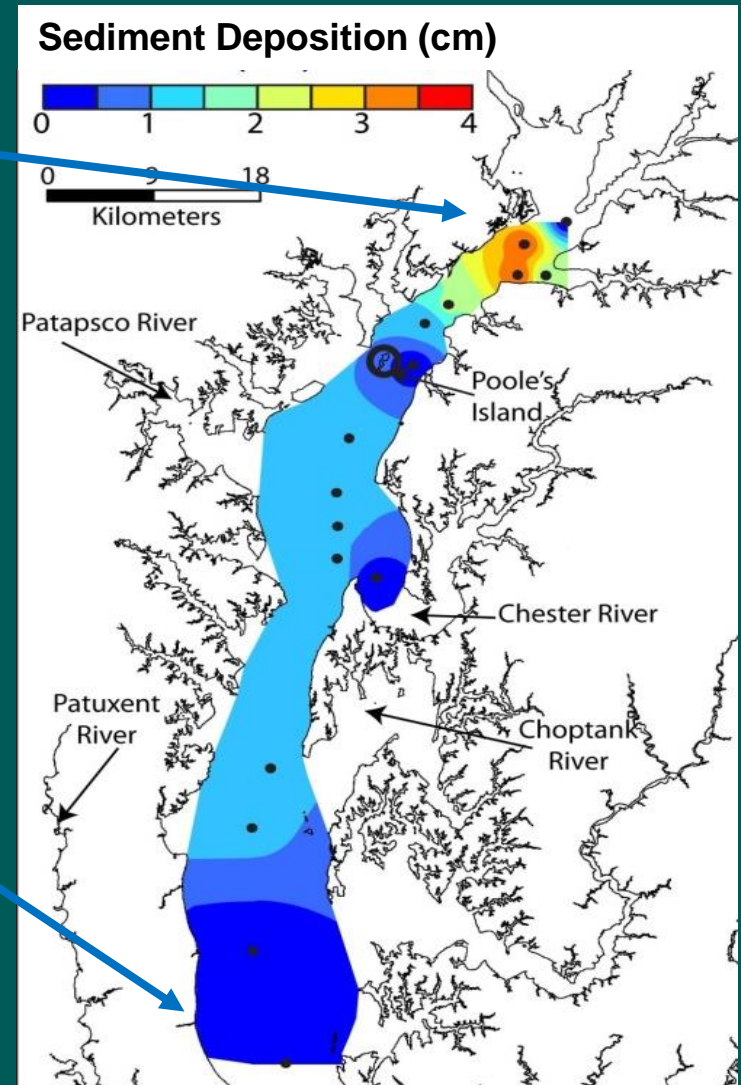 Sediment Deposition (cm)
0 1 2 3 4
0 9 18
Kilometers
Patapsco River
Poole's
Island
Chester River
Patuxent
River
Choptank
River